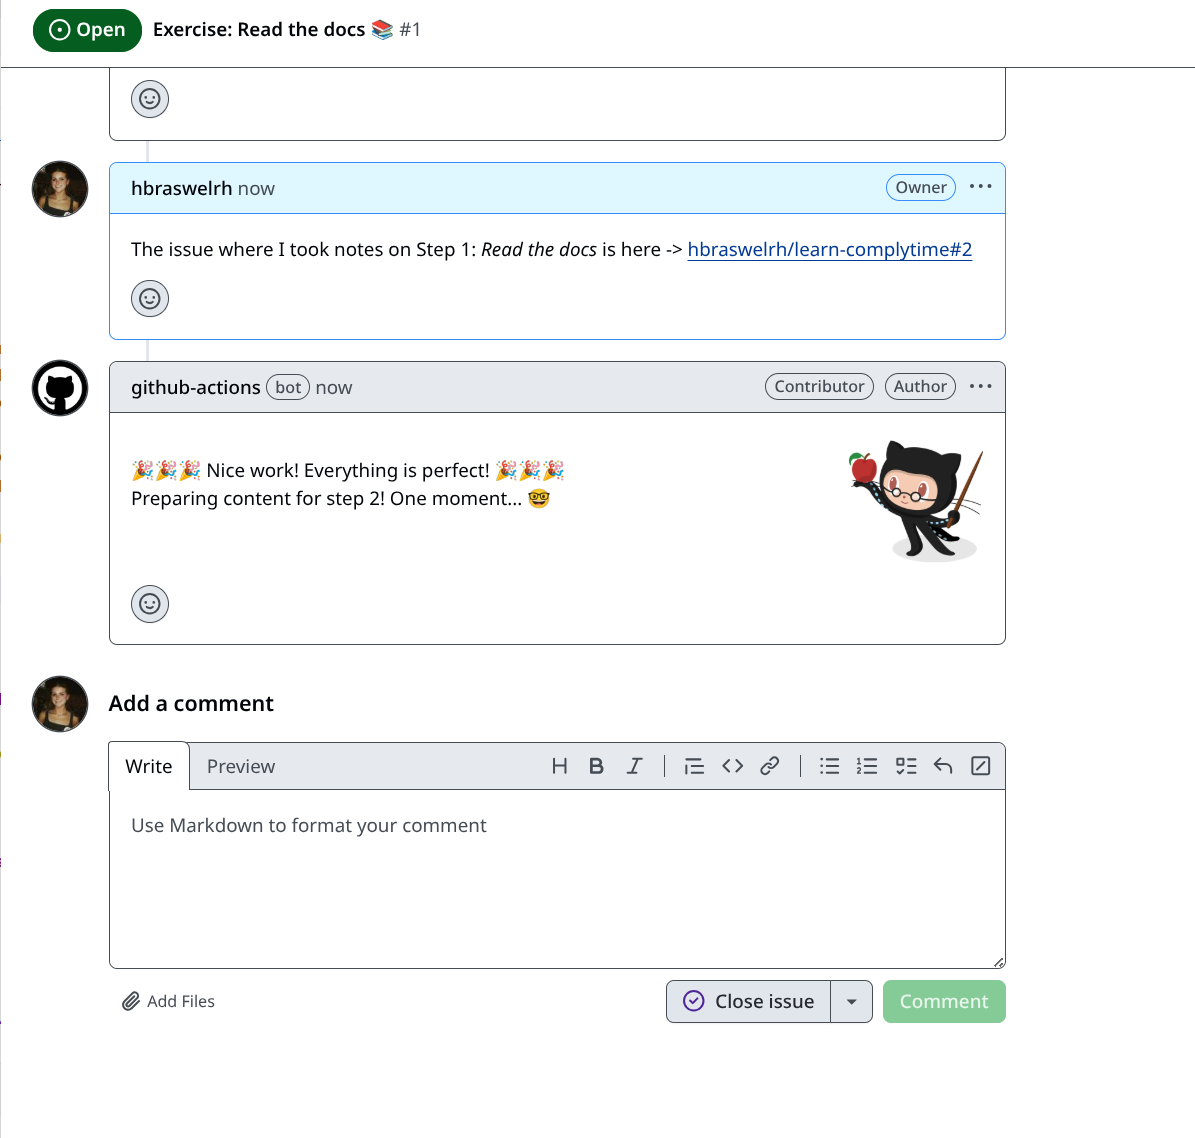 Open Exercise: Read the docs 📚 #1
hbraswelrh now Owner ...
The issue where I took notes on Step 1: Read the docs is here -> hbraswelrh/learn-complytime#2
github-actions bot now Contributor Author ...
🎉🎉🎉 Nice work! Everything is perfect! 🎉🎉🎉
Preparing content for step 2! One moment... 🤓
Add a comment
Write Preview
Use Markdown to format your comment
Add Files Close issue Comment